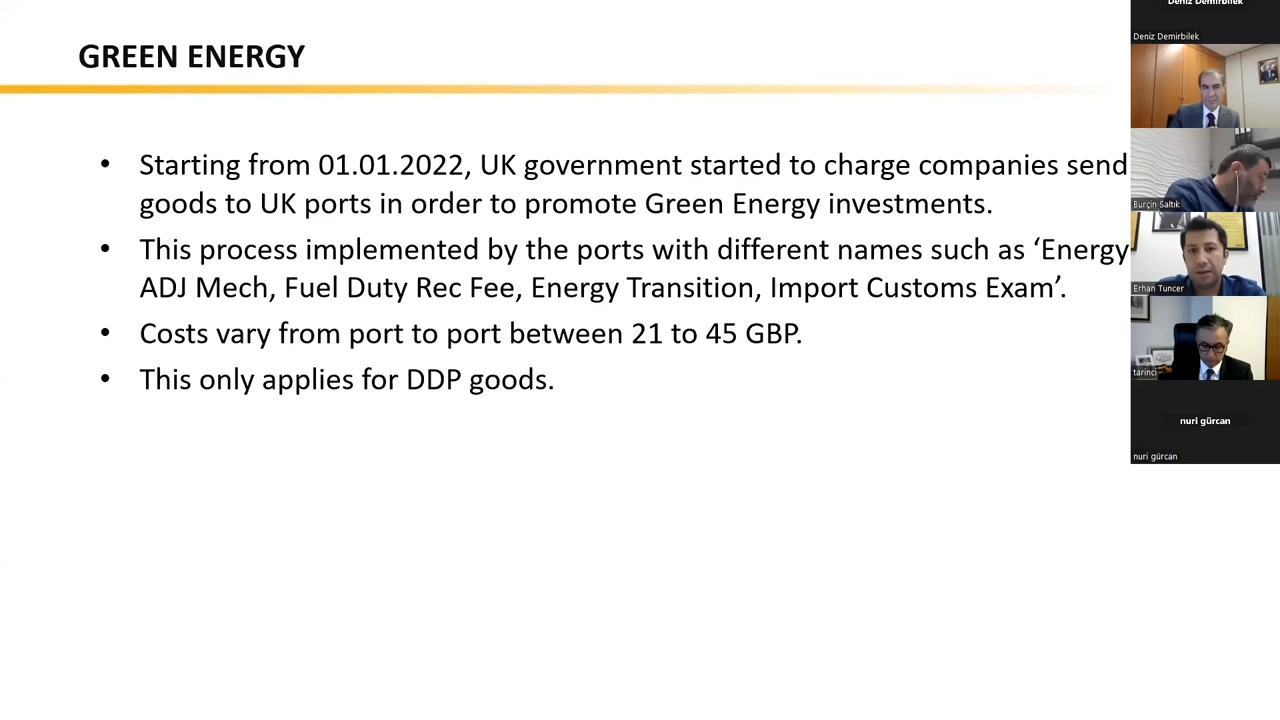 GREEN ENERGY
• Starting from 01.01.2022, UK government started to charge companies send
goods to UK ports in order to promote Green Energy investments.
• This process implemented by the ports with different names such as ‘Energy
ADJ Mech, Fuel Duty Rec Fee, Energy Transition, Import Customs Exam’.
• Costs vary from port to port between 21 to 45 GBP.
• This only applies for DDP goods.
Deniz Demirbilek
Deniz Demirbilek
Burçin Saltık
Erhan Tuncer
tarinci
nuri gürcan
nuri gürcan